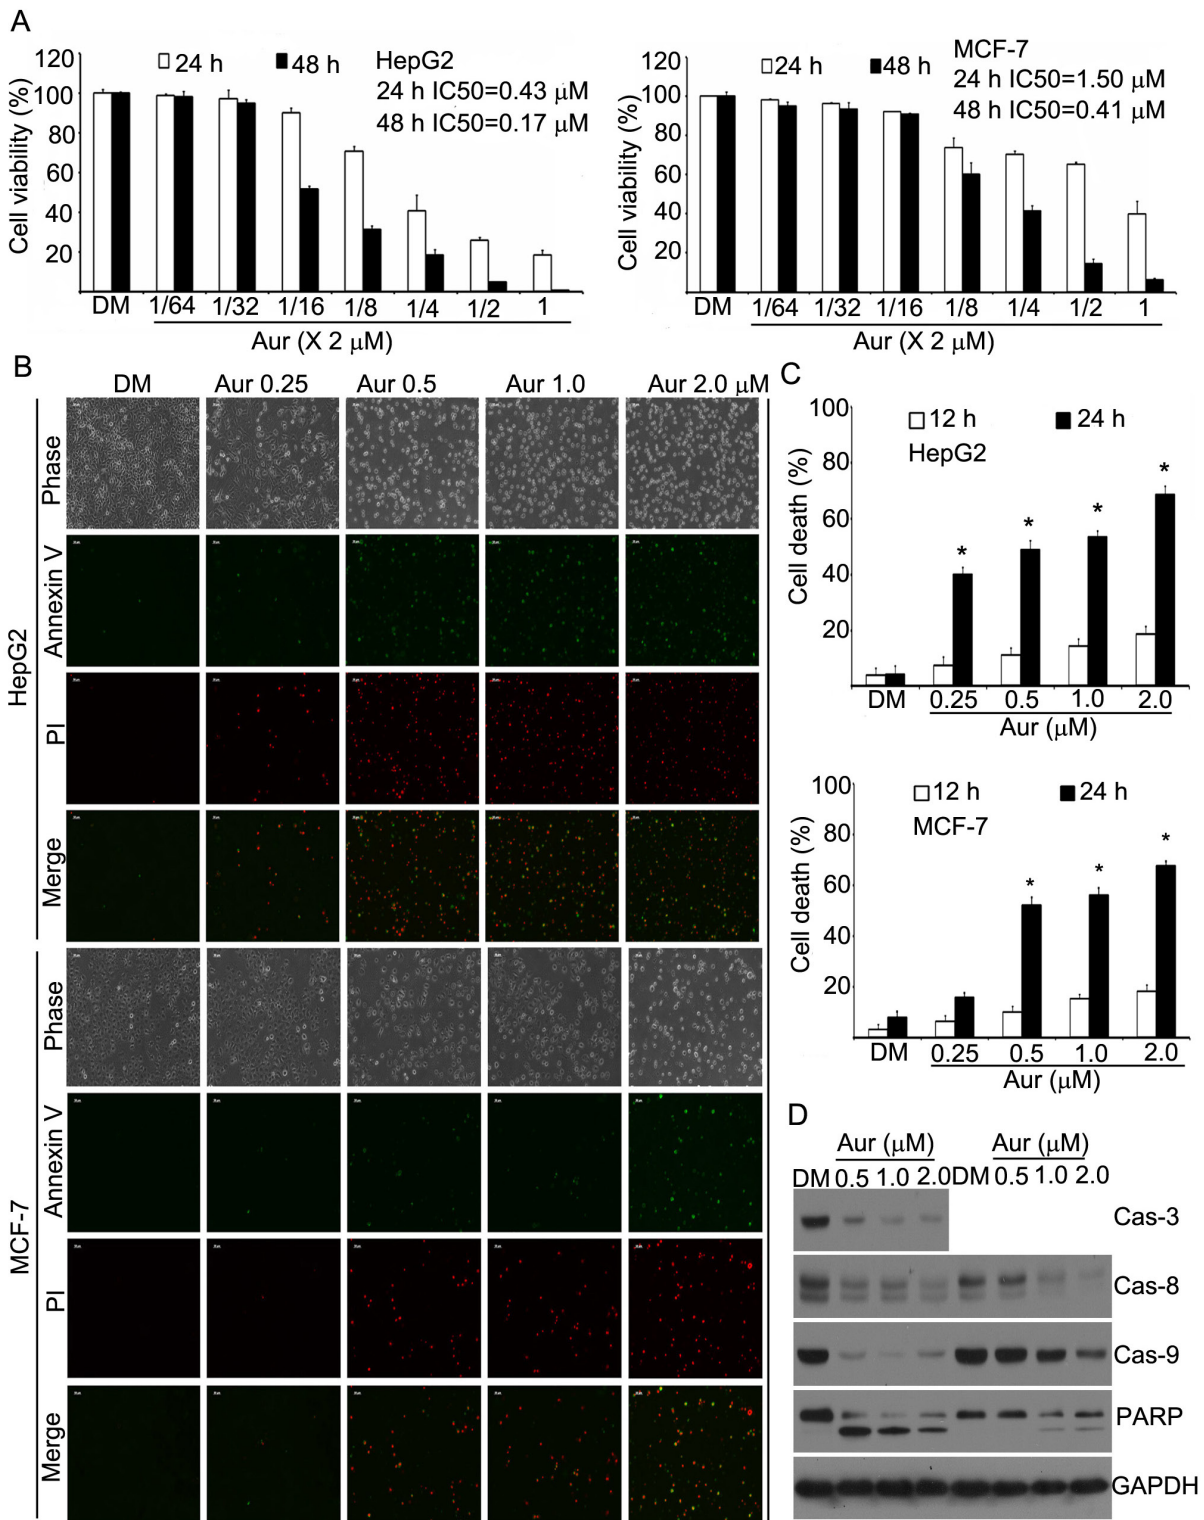 A
120
100
80
60
40
20
Cell viability (%)
24 h
48 h
HepG2
24 h IC50=0.43 μM
48 h IC50=0.17 μM
DM 1/64 1/32 1/16 1/8 1/4 1/2 1
Aur (X 2 μM)
120
100
80
60
40
20
Cell viability (%)
24 h
48 h
MCF-7
24 h IC50=1.50 μM
48 h IC50=0.41 μM
DM 1/64 1/32 1/16 1/8 1/4 1/2 1
Aur (X 2 μM)
B
DM Aur 0.25 Aur 0.5 Aur 1.0 Aur 2.0 μM
HepG2
Phase
Annexin V
PI
Merge
MCF-7
Phase
Annexin V
PI
Merge
C
100
80
60
40
20
Cell death (%)
12 h
24 h
HepG2
*
*
*
*
DM 0.25 0.5 1.0 2.0
Aur (μM)
100
80
60
40
20
Cell death (%)
12 h
24 h
MCF-7
*
*
*
DM 0.25 0.5 1.0 2.0
Aur (μM)
D
Aur (μM) Aur (μM)
DM 0.5 1.0 2.0 DM 0.5 1.0 2.0
Cas-3
Cas-8
Cas-9
PARP
GAPDH